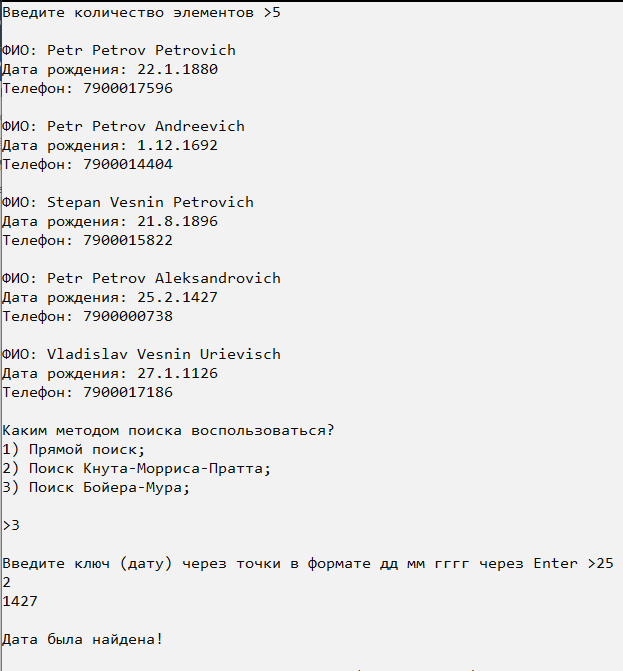 Введите количество элементов >5
ФИО: Petr Petrov Petrovich
Дата рождения: 22.1.1880
Телефон: 7900017596
ФИО: Petr Petrov Andreevich
Дата рождения: 1.12.1692
Телефон: 7900014404
ФИО: Stepan Vesnin Petrovich
Дата рождения: 21.8.1896
Телефон: 7900015822
ФИО: Petr Petrov Aleksandrovich
Дата рождения: 25.2.1427
Телефон: 7900000738
ФИО: Vladislav Vesnin Urievisch
Дата рождения: 27.1.1126
Телефон: 7900017186
Каким методом поиска воспользоваться?
1) Прямой поиск;
2) Поиск Кнута-Морриса-Пратта;
3) Поиск Бойера-Мура;
>3
Введите ключ (дату) через точки в формате дд мм гггг через Enter >25
2
1427
Дата была найдена!